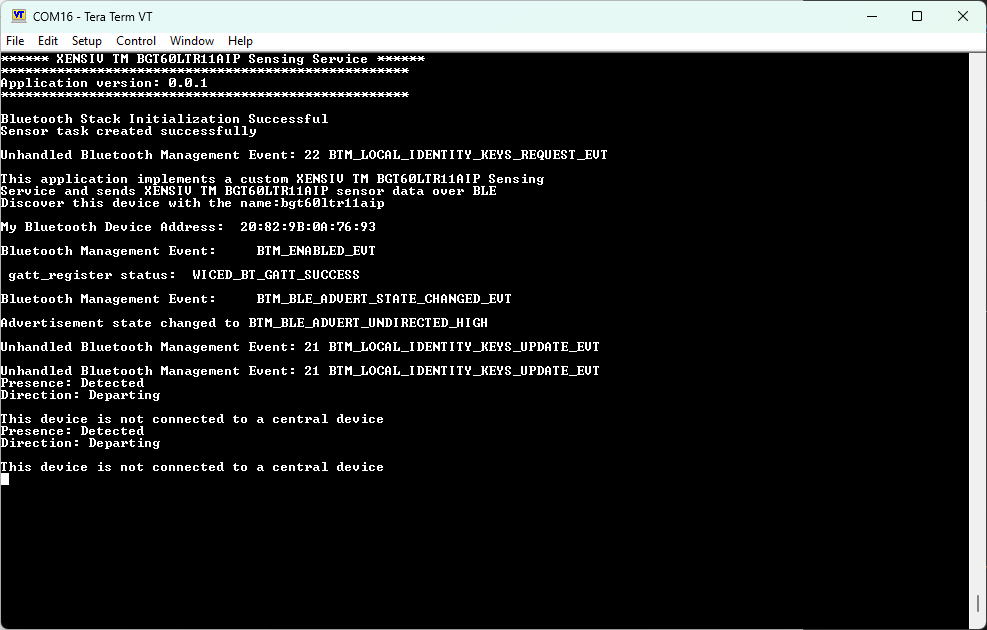 COM16 - Tera Term VT
File Edit Setup Control Window Help
****** XENSIV TM BGT60LTR11AIP Sensing Service ******
***************************************************
Application version: 0.0.1
***************************************************
Bluetooth Stack Initialization Successful
Sensor task created successfully
Unhandled Bluetooth Management Event: 22 BTM_LOCAL_IDENTITY_KEYS_REQUEST_EVT
This application implements a custom XENSIV TM BGT60LTR11AIP Sensing
Service and sends XENSIV TM BGT60LTR11AIP sensor data over BLE
Discover this device with the name:bgt60ltr11aip
My Bluetooth Device Address:  20:82:9B:0A:76:93
Bluetooth Management Event:     BTM_ENABLED_EVT
gatt_register status:  WICED_BT_GATT_SUCCESS
Bluetooth Management Event:     BTM_BLE_ADVERT_STATE_CHANGED_EVT
Advertisement state changed to BTM_BLE_ADVERT_UNDIRECTED_HIGH
Unhandled Bluetooth Management Event: 21 BTM_LOCAL_IDENTITY_KEYS_UPDATE_EVT
Unhandled Bluetooth Management Event: 21 BTM_LOCAL_IDENTITY_KEYS_UPDATE_EVT
Presence: Detected
Direction: Departing
This device is not connected to a central device
Presence: Detected
Direction: Departing
This device is not connected to a central device